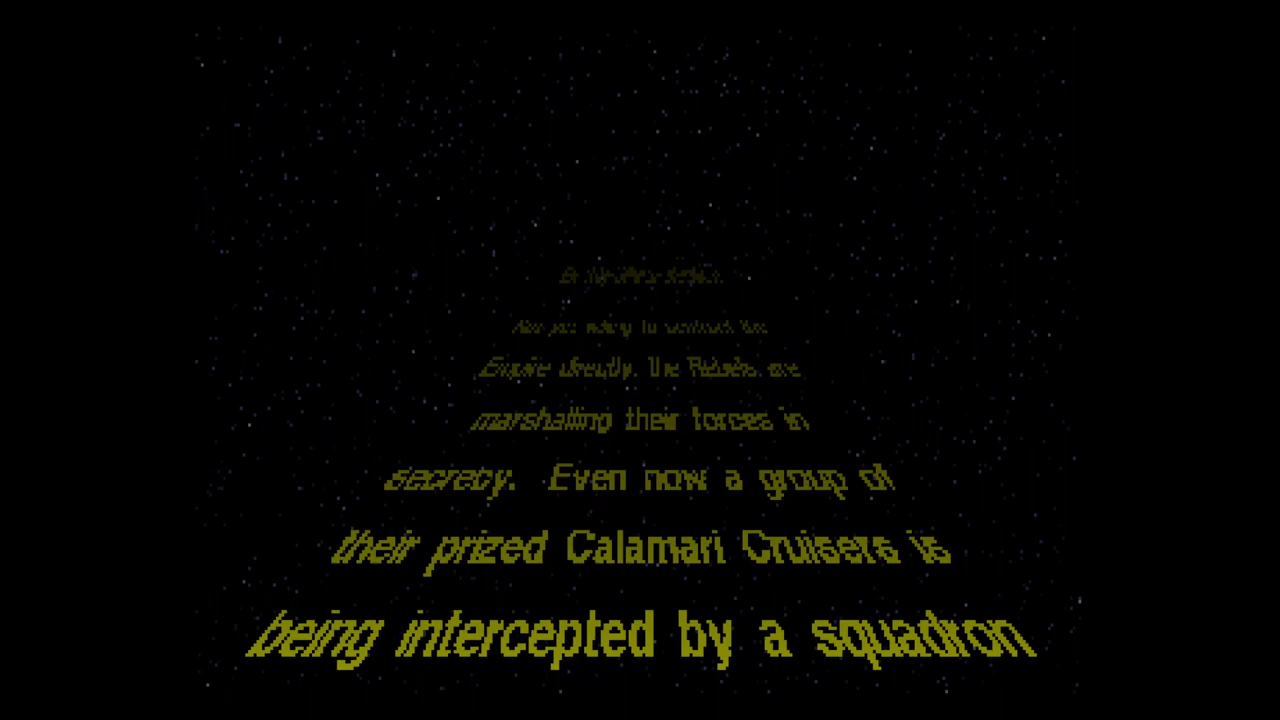 Empire directly, the Rebels are
marshalling their forces in
secrecy. Even now a group of
their prized Calamari Cruisers is
being intercepted by a squadron